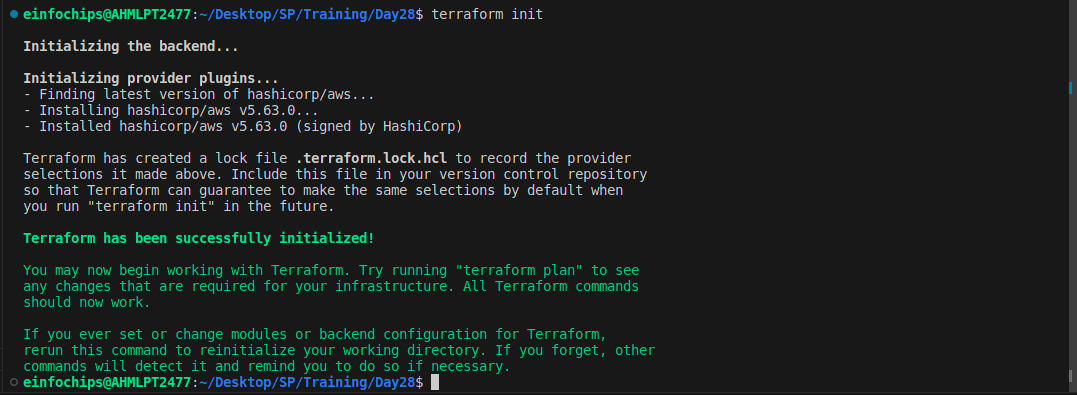 einfochips@AHMLPT2477:~/Desktop/SP/Training/Day28$ terraform init
Initializing the backend...
Initializing provider plugins...
- Finding latest version of hashicorp/aws...
- Installing hashicorp/aws v5.63.0...
- Installed hashicorp/aws v5.63.0 (signed by HashiCorp)
Terraform has created a lock file .terraform.lock.hcl to record the provider
selections it made above. Include this file in your version control repository
so that Terraform can guarantee to make the same selections by default when
you run "terraform init" in the future.
Terraform has been successfully initialized!
You may now begin working with Terraform. Try running "terraform plan" to see
any changes that are required for your infrastructure. All Terraform commands
should now work.
If you ever set or change modules or backend configuration for Terraform,
rerun this command to reinitialize your working directory. If you forget, other
commands will detect it and remind you to do so if necessary.
einfochips@AHMLPT2477:~/Desktop/SP/Training/Day28$